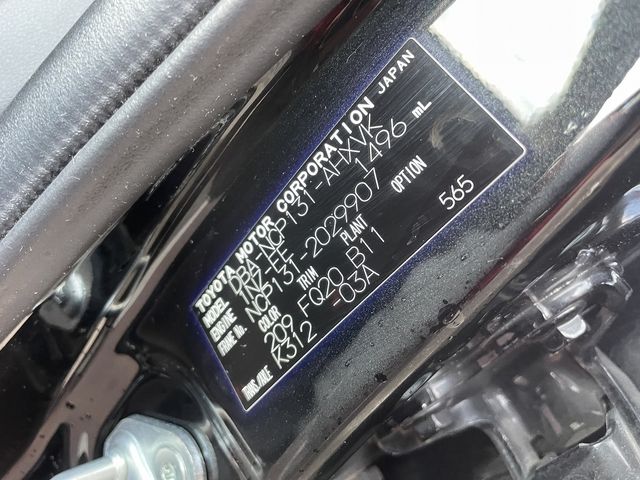 TOYOTA MOTOR CORPORATION JAPAN
MODEL DBA-NCP131-AHXVK
ENGINE 1NZ-FE 1496 mL
FRAME No. NCP131-2029907
COLOR TRIM PLANT OPTION
209 FQ20 B11 565
TRANS/AXLE K312 -03A